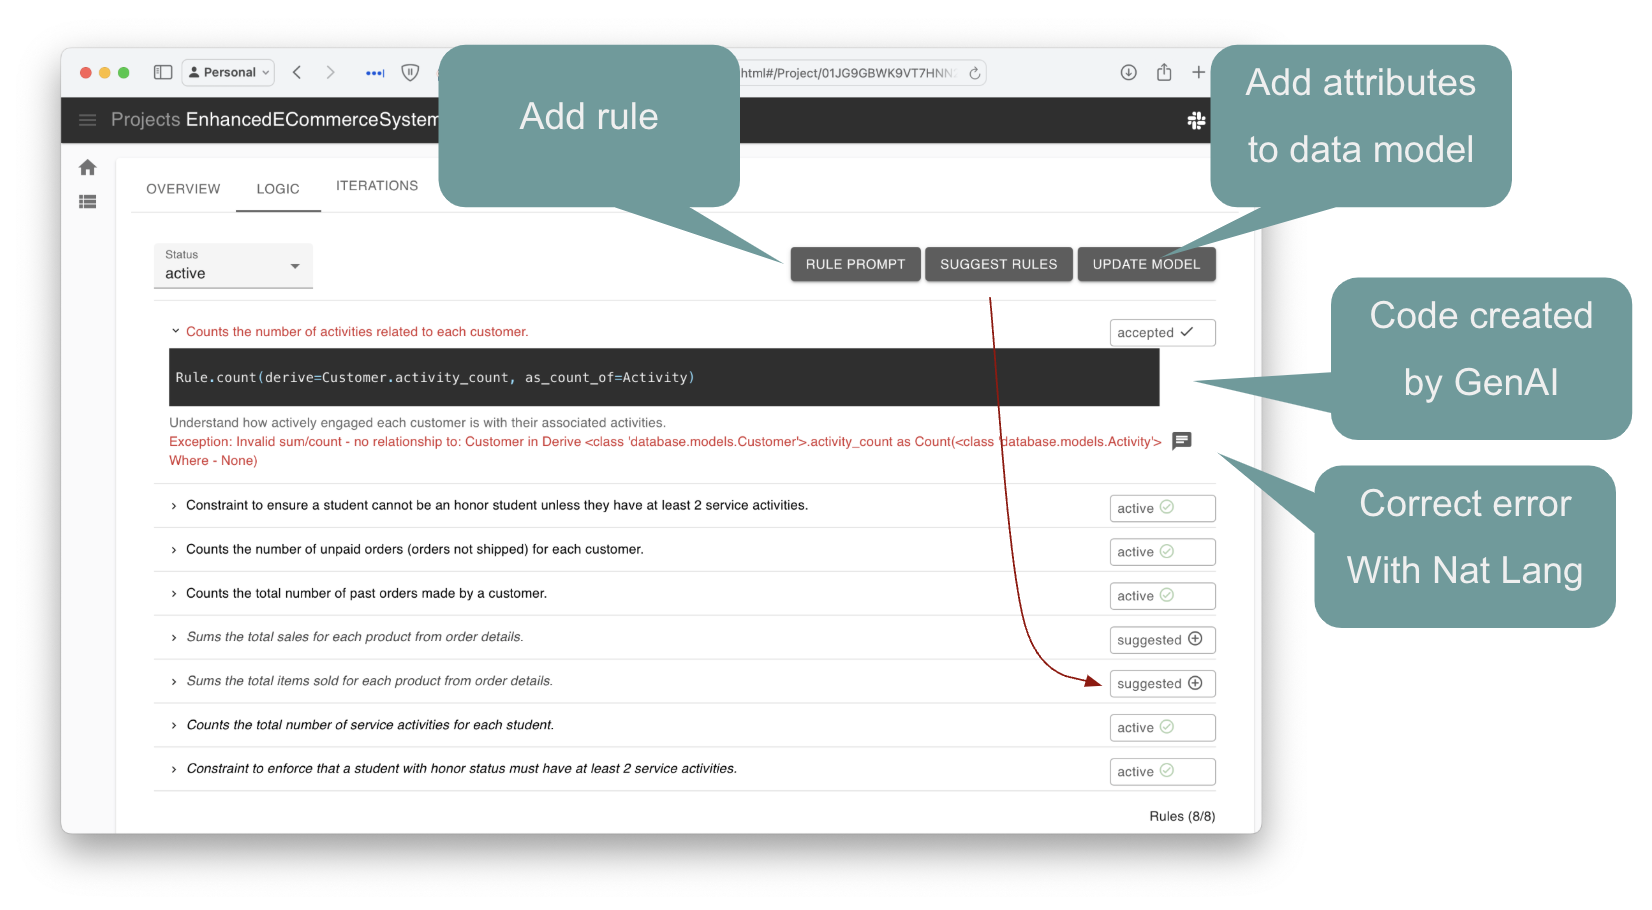 Personal
html#/Project/01JG9GBWK9VT7HNN
Add rule
Add attributes
to data model
Projects EnhancedECommerceSystem
OVERVIEW
LOGIC
ITERATIONS
Status
active
RULE PROMPT
SUGGEST RULES
UPDATE MODEL
Counts the number of activities related to each customer.
accepted
Rule.count(derive=Customer.activity_count, as_count_of=Activity)
Code created
by GenAI
Understand how actively engaged each customer is with their associated activities.
Exception: Invalid sum/count - no relationship to: Customer in Derive <class 'database.models.Customer'>.activity_count as Count(<class 'database.models.Activity'>
Where - None)
Correct error
With Nat Lang
Constraint to ensure a student cannot be an honor student unless they have at least 2 service activities.
active
Counts the number of unpaid orders (orders not shipped) for each customer.
active
Counts the total number of past orders made by a customer.
active
Sums the total sales for each product from order details.
suggested
Sums the total items sold for each product from order details.
suggested
Counts the total number of service activities for each student.
active
Constraint to enforce that a student with honor status must have at least 2 service activities.
active
Rules (8/8)